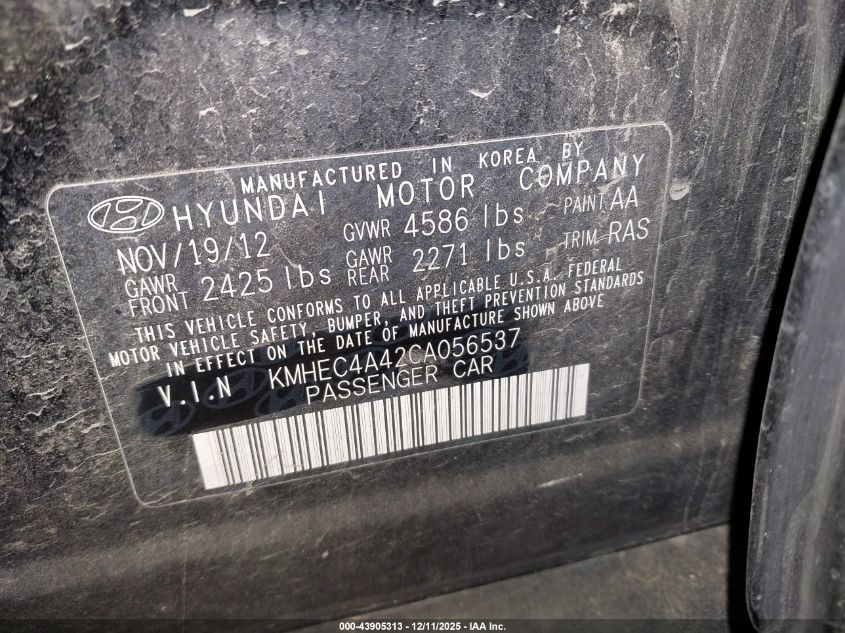 MANUFACTURED IN KOREA BY
HYUNDAI MOTOR COMPANY
NOV/19/12 GVWR 4586 lbs PAINT AA
GAWR FRONT 2425 lbs GAWR REAR 2271 lbs TRIM RAS
THIS VEHICLE CONFORMS TO ALL APPLICABLE U.S.A. FEDERAL
MOTOR VEHICLE SAFETY, BUMPER, AND THEFT PREVENTION STANDARDS
IN EFFECT ON THE DATE OF MANUFACTURE SHOWN ABOVE
V.I.N KMHEC4A42CA056537
PASSENGER CAR
000-43905313 - 12/11/2025 - IAA Inc.